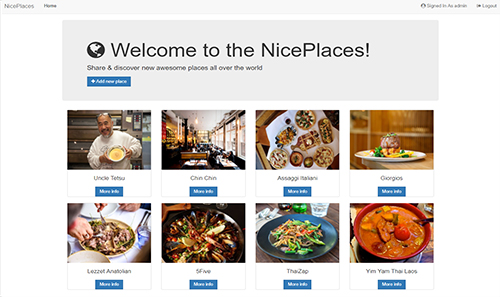 NicePlaces Home Signed In As admin Logout
Welcome to the NicePlaces!
Share & discover new awesome places all over the world
+ Add new place
Uncle Tetsu Chin Chin Assaggi Italiani Giorgios
More info More info More info More info
Lezzet Anatolian 5Five ThaiZap Yim Yam Thai Laos
More info More info More info More info